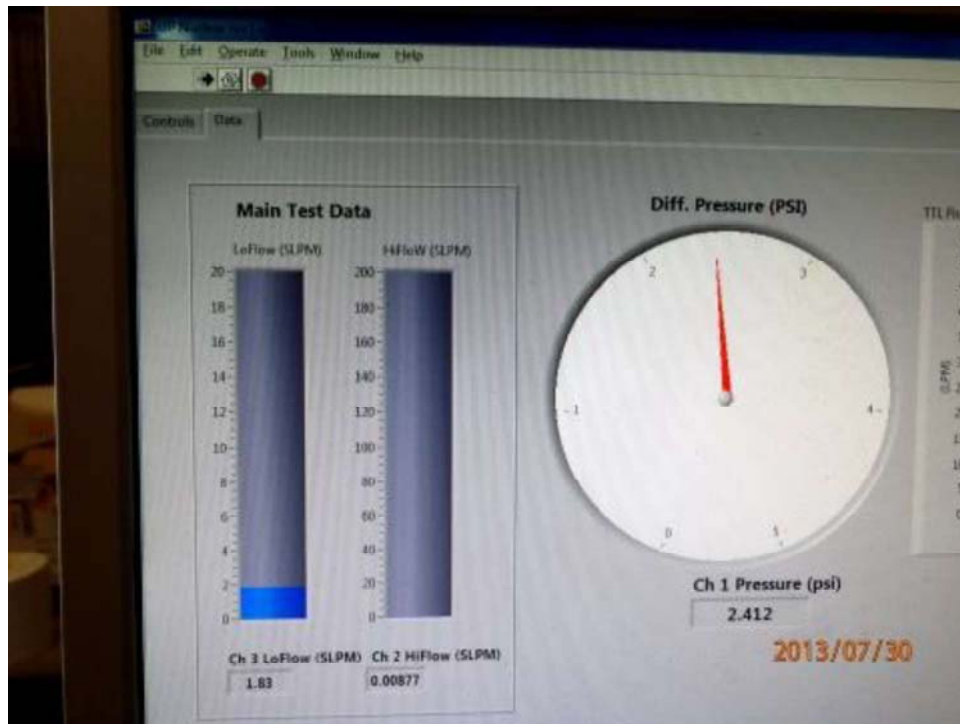 File Edit Operate Tools Window Help
Controls Data
Main Test Data
LoFlow (SLPM) HiFloW (SLPM)
20 200
18 180
16 160
14 140
12 120
10 100
8 80
6 60
4 40
2 20
0 0
Ch 3 LoFlow (SLPM) Ch 2 HiFlow (SLPM)
1.83 0.00877
Diff. Pressure (PSI)
2 3
1 4
0 5
Ch 1 Pressure (psi)
2.412
TTL
(SLPM)
2013/07/30